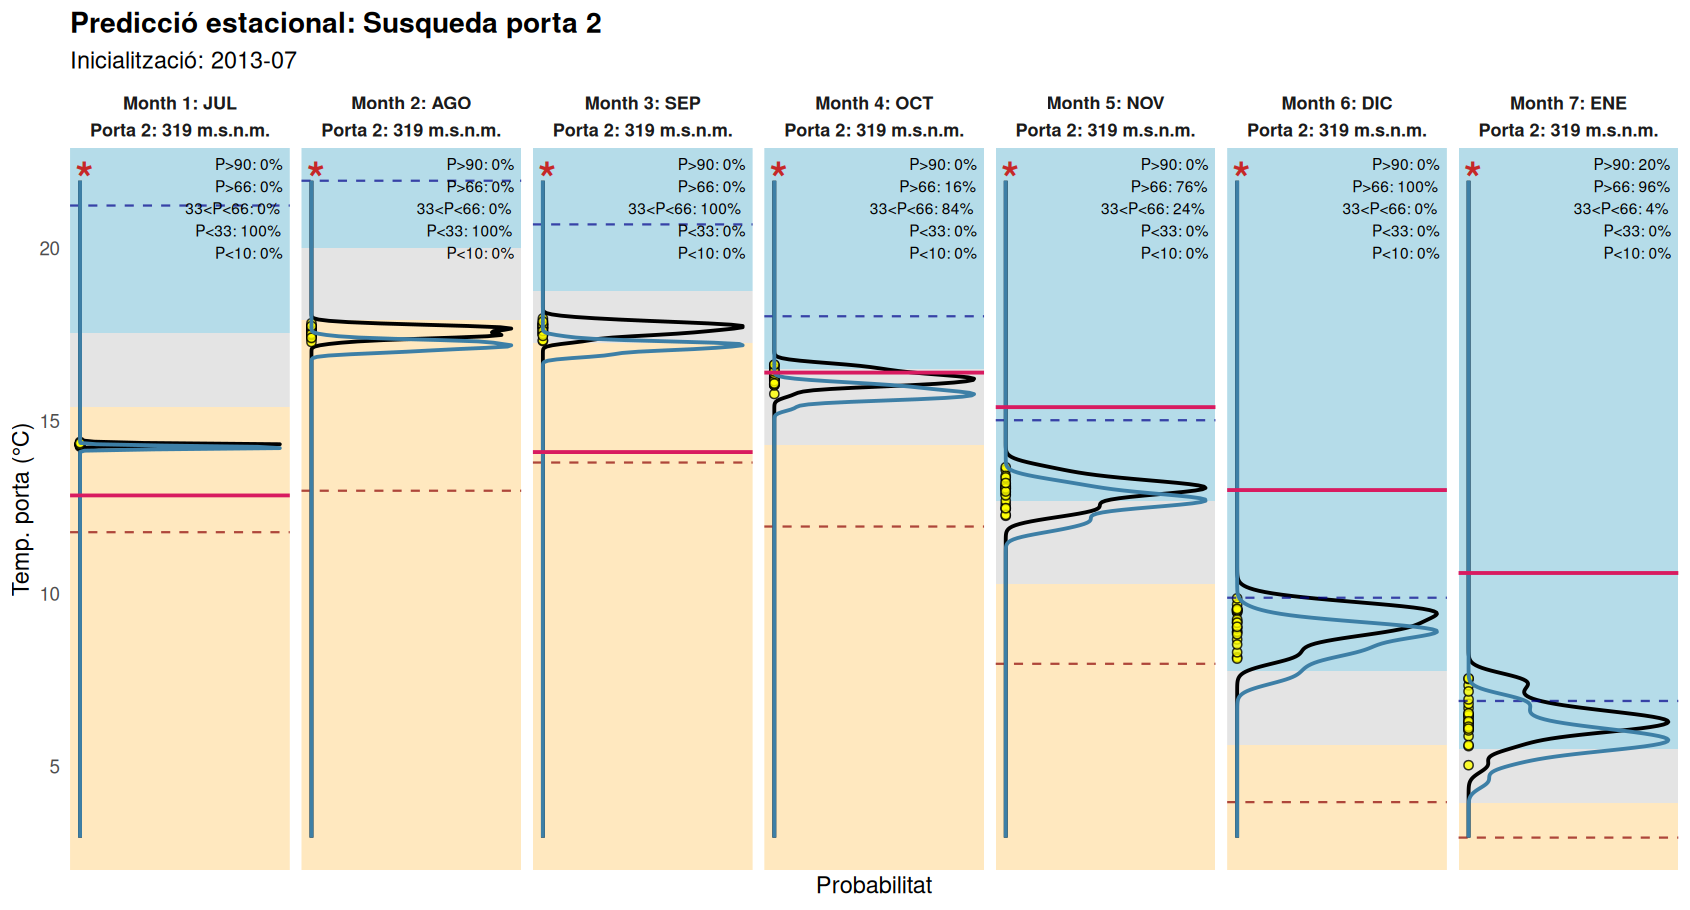 Predicció estacional: Susqueda porta 2
Inicialització: 2013-07
Month 1: JUL
Porta 2: 319 m.s.n.m.
Month 2: AGO
Porta 2: 319 m.s.n.m.
Month 3: SEP
Porta 2: 319 m.s.n.m.
Month 4: OCT
Porta 2: 319 m.s.n.m.
Month 5: NOV
Porta 2: 319 m.s.n.m.
Month 6: DIC
Porta 2: 319 m.s.n.m.
Month 7: ENE
Porta 2: 319 m.s.n.m.
*
P>90: 0%
P>66: 0%
33<P<66: 0%
P<33: 100%
P<10: 0%
*
P>90: 0%
P>66: 0%
33<P<66: 0%
P<33: 100%
P<10: 0%
*
P>90: 0%
P>66: 0%
33<P<66: 100%
P<33: 0%
P<10: 0%
*
P>90: 0%
P>66: 16%
33<P<66: 84%
P<33: 0%
P<10: 0%
*
P>90: 0%
P>66: 76%
33<P<66: 24%
P<33: 0%
P<10: 0%
*
P>90: 0%
P>66: 100%
33<P<66: 0%
P<33: 0%
P<10: 0%
*
P>90: 20%
P>66: 96%
33<P<66: 4%
P<33: 0%
P<10: 0%
20
15
10
5
Temp. porta (°C)
Probabilitat